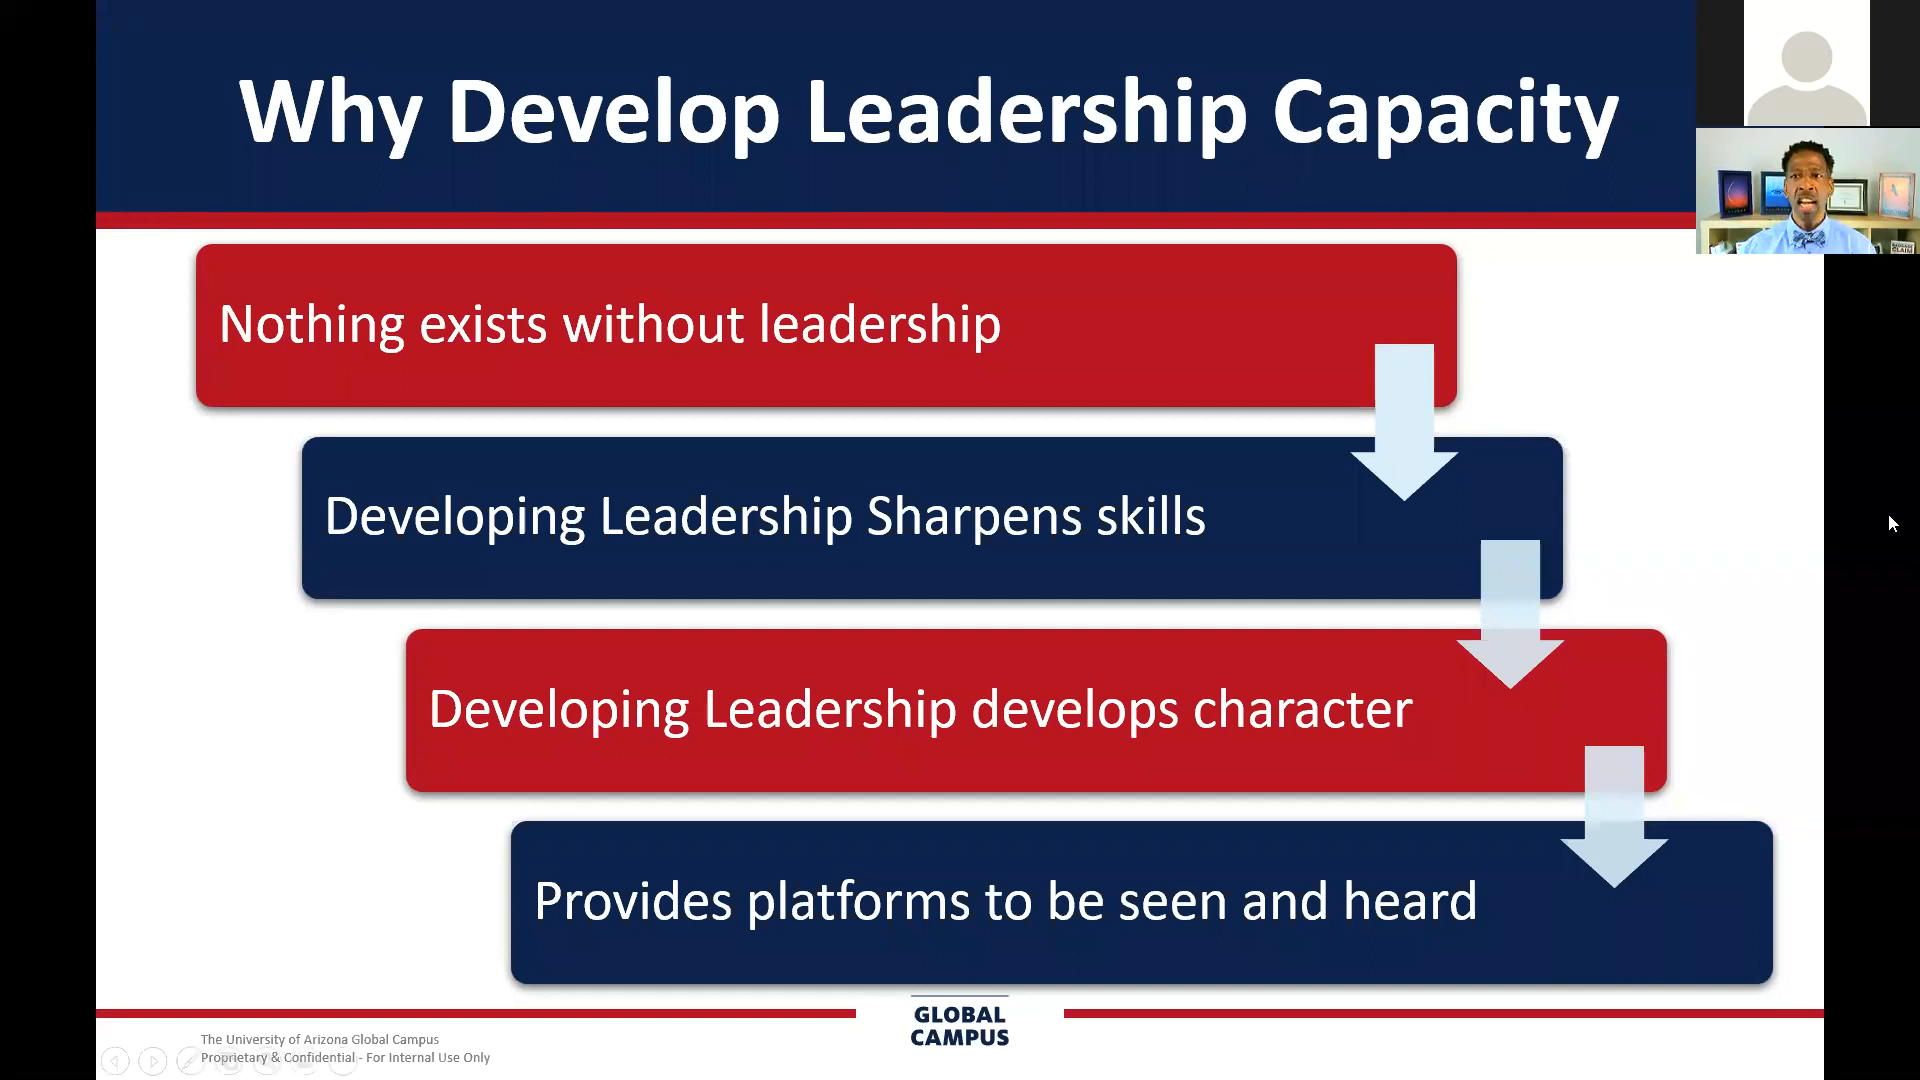 Why Develop Leadership Capacity
Nothing exists without leadership
Developing Leadership Sharpens skills
Developing Leadership develops character
Provides platforms to be seen and heard
GLOBAL
CAMPUS
The University of Arizona Global Campus
Proprietary & Confidential - For Internal Use Only